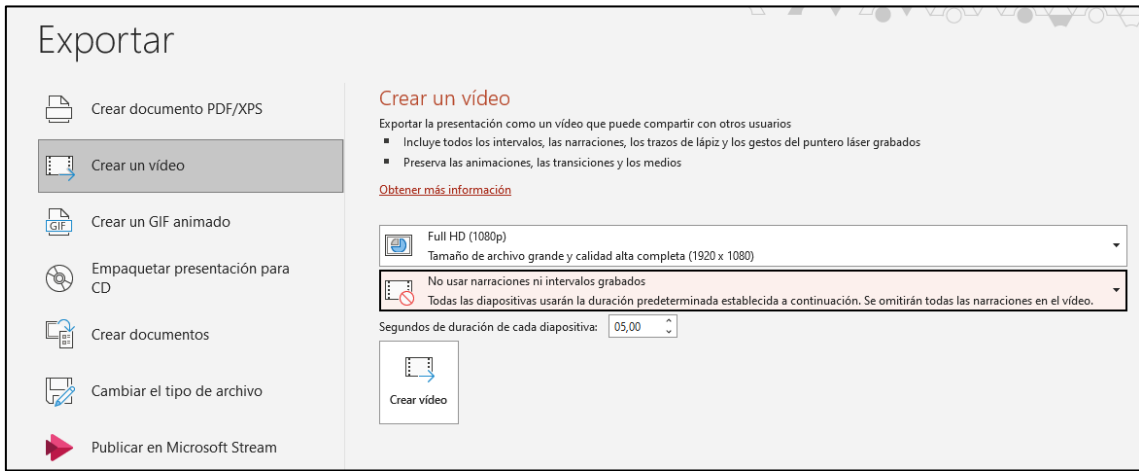 Exportar
Crear documento PDF/XPS
Crear un vídeo
Crear un GIF animado
Empaquetar presentación para
CD
Crear documentos
Cambiar el tipo de archivo
Publicar en Microsoft Stream
Crear un vídeo
Exportar la presentación como un vídeo que puede compartir con otros usuarios
Incluye todos los intervalos, las narraciones, los trazos de lápiz y los gestos del puntero láser grabados
Preserva las animaciones, las transiciones y los medios
Obtener más información
Full HD (1080p)
Tamaño de archivo grande y calidad alta completa (1920 x 1080)
No usar narraciones ni intervalos grabados
Todas las diapositivas usarán la duración predeterminada establecida a continuación. Se omitirán todas las narraciones en el vídeo.
Segundos de duración de cada diapositiva: 05,00
Crear vídeo
GIF